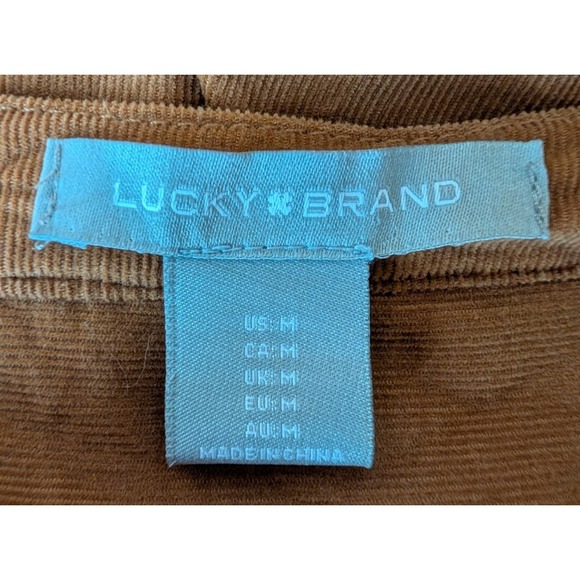 LUCKY BRAND
US: M
CA: M
UK: M
EU: M
AU: M
MADE IN CHINA